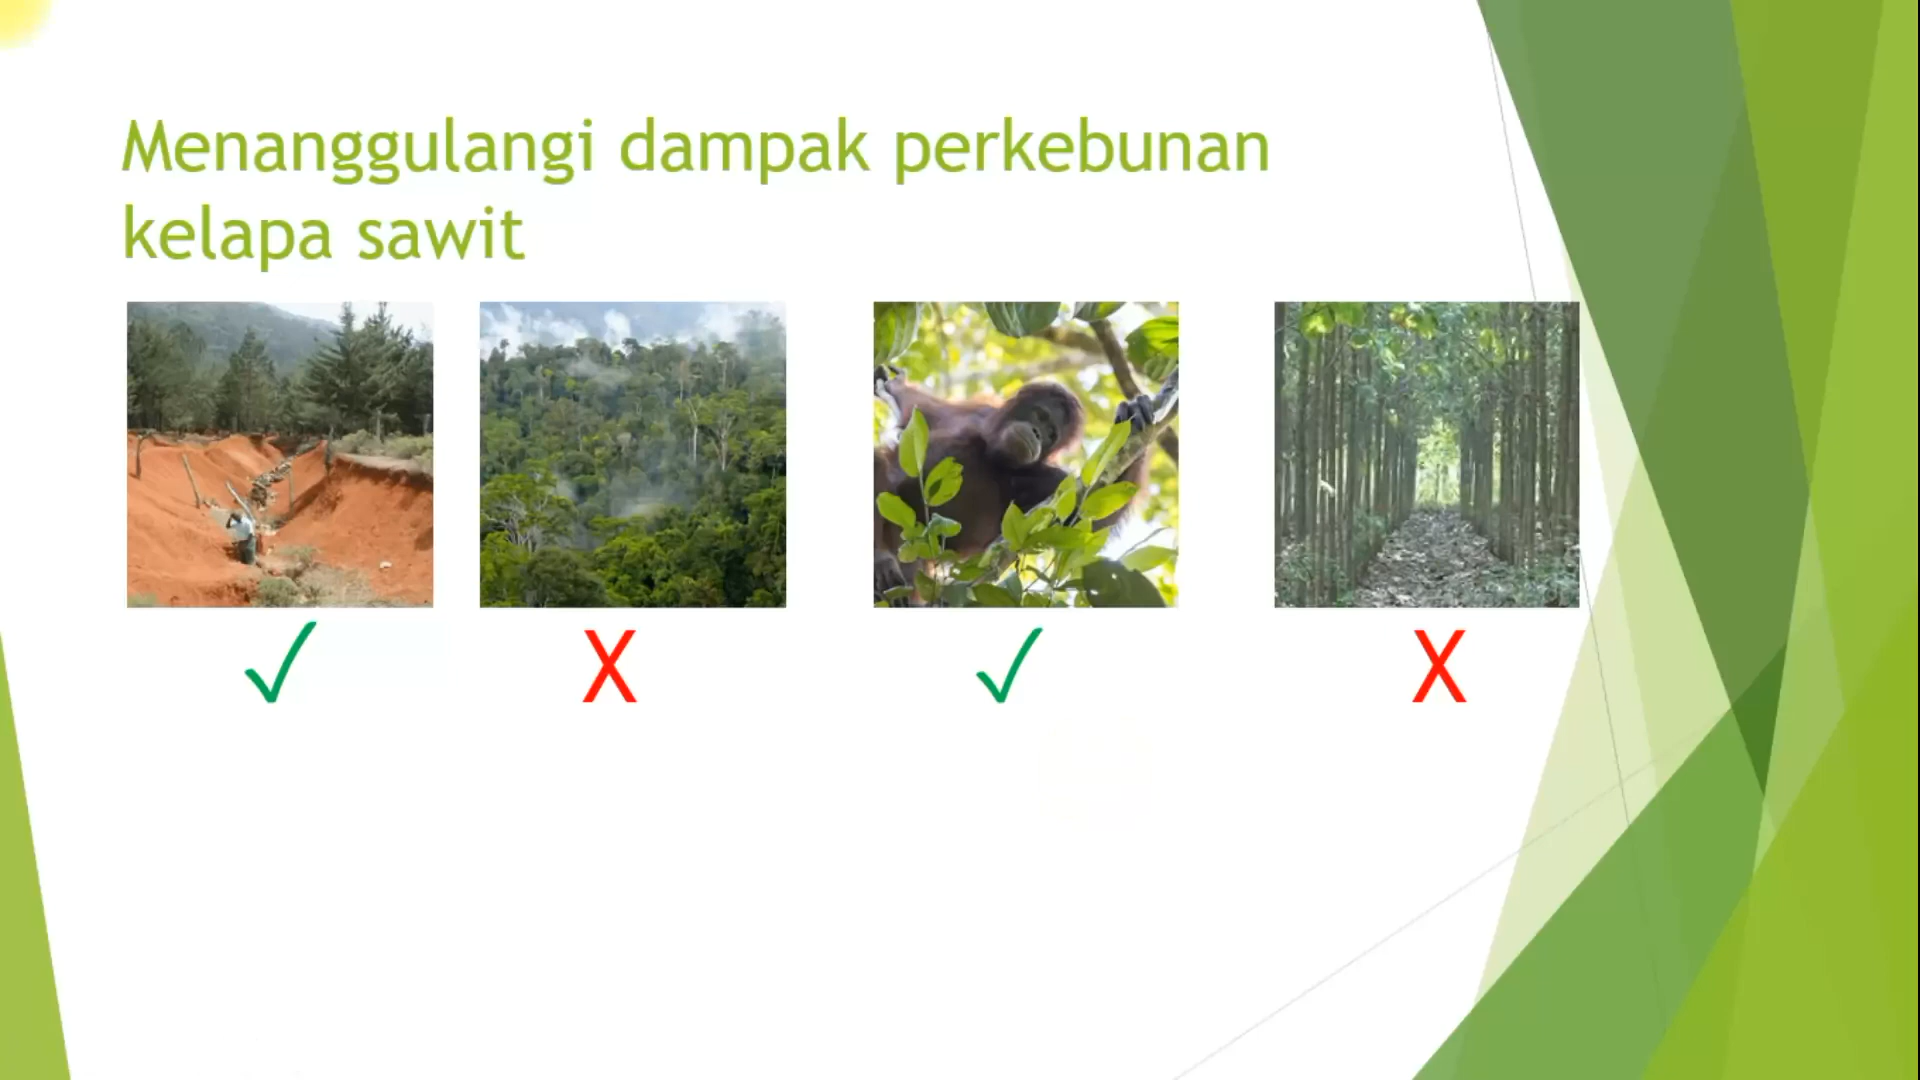 Menanggulangi dampak perkebunan
kelapa sawit
✓ X ✓ X